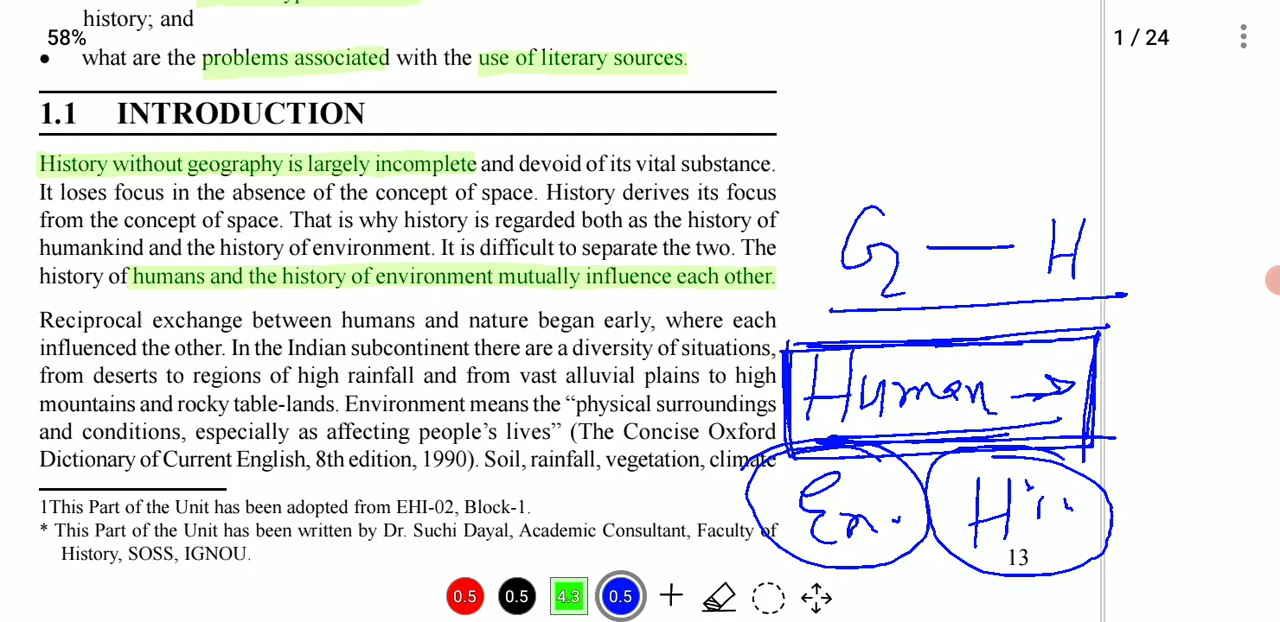 history; and
58%
1 / 24
• what are the problems associated with the use of literary sources.
1.1 INTRODUCTION
History without geography is largely incomplete and devoid of its vital substance.
It loses focus in the absence of the concept of space. History derives its focus
from the concept of space. That is why history is regarded both as the history of
humankind and the history of environment. It is difficult to separate the two. The
history of humans and the history of environment mutually influence each other.
G — H
Reciprocal exchange between humans and nature began early, where each
influenced the other. In the Indian subcontinent there are a diversity of situations,
from deserts to regions of high rainfall and from vast alluvial plains to high
mountains and rocky table-lands. Environment means the “physical surroundings
and conditions, especially as affecting people’s lives” (The Concise Oxford
Dictionary of Current English, 8th edition, 1990). Soil, rainfall, vegetation, climate
Human →
En.
1This Part of the Unit has been adopted from EHI-02, Block-1.
* This Part of the Unit has been written by Dr. Suchi Dayal, Academic Consultant, Faculty of
History, SOSS, IGNOU.
13
0.5 0.5 4.3 0.5